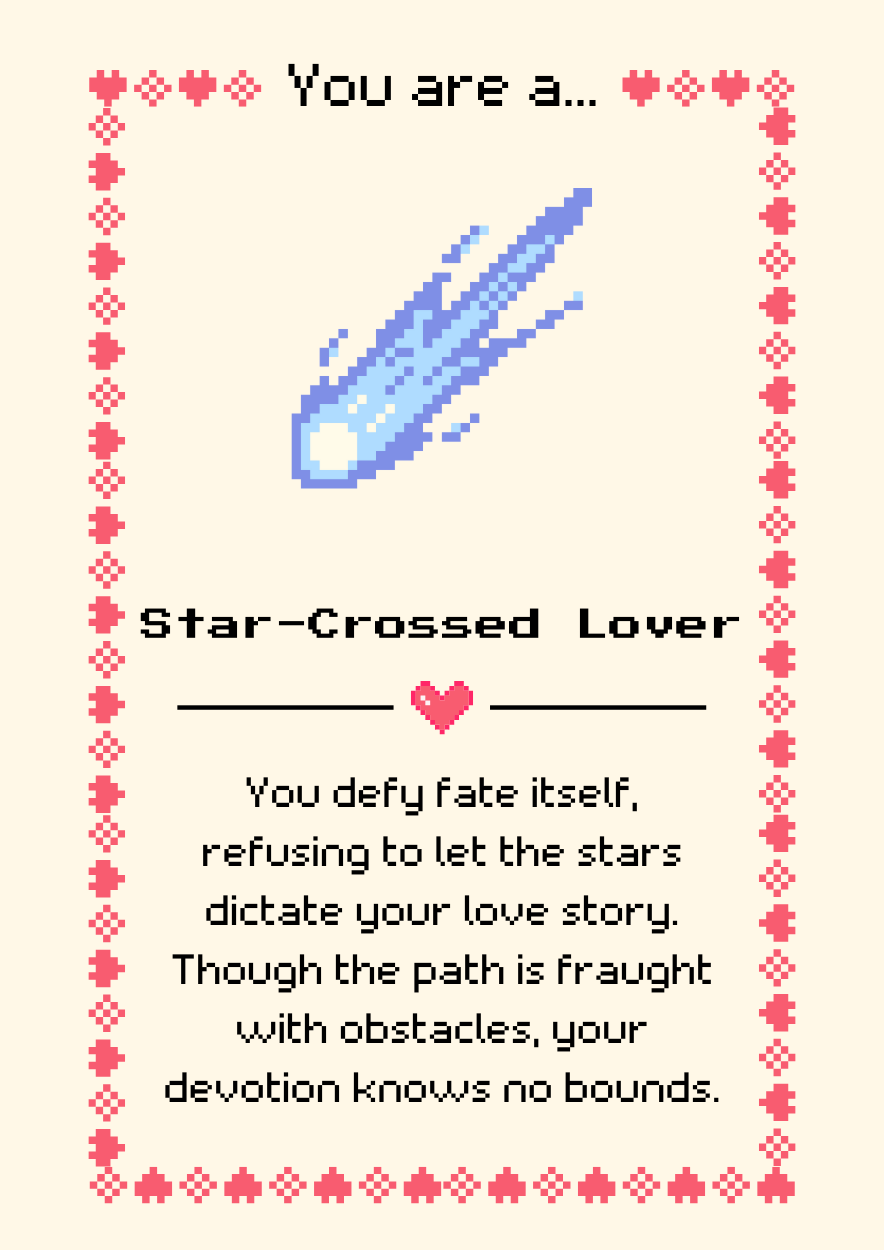 You are a...
Star-Crossed Lover
You defy fate itself,
refusing to let the stars
dictate your love story.
Though the path is fraught
with obstacles, your
devotion knows no bounds.